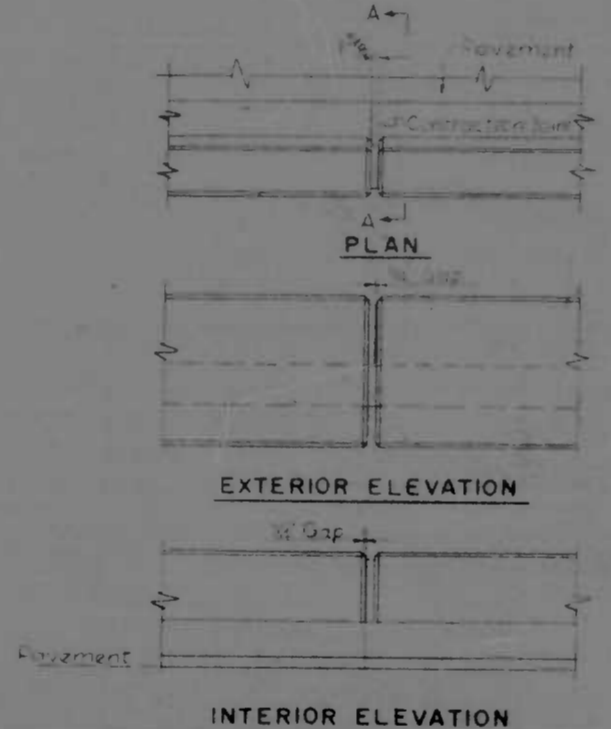 A
Pavement
Construction Joint
A
PLAN
Gap
EXTERIOR ELEVATION
Gap
Pavement
INTERIOR ELEVATION